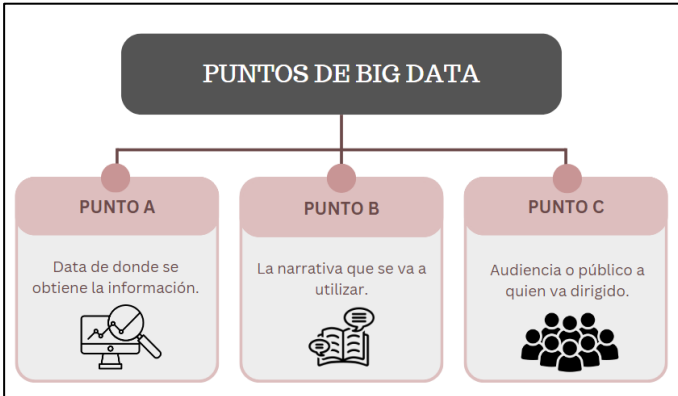 PUNTOS DE BIG DATA
PUNTO A
Data de donde se
obtiene la información.
PUNTO B
La narrativa que se va a
utilizar.
PUNTO C
Audiencia o público a
quien va dirigido.